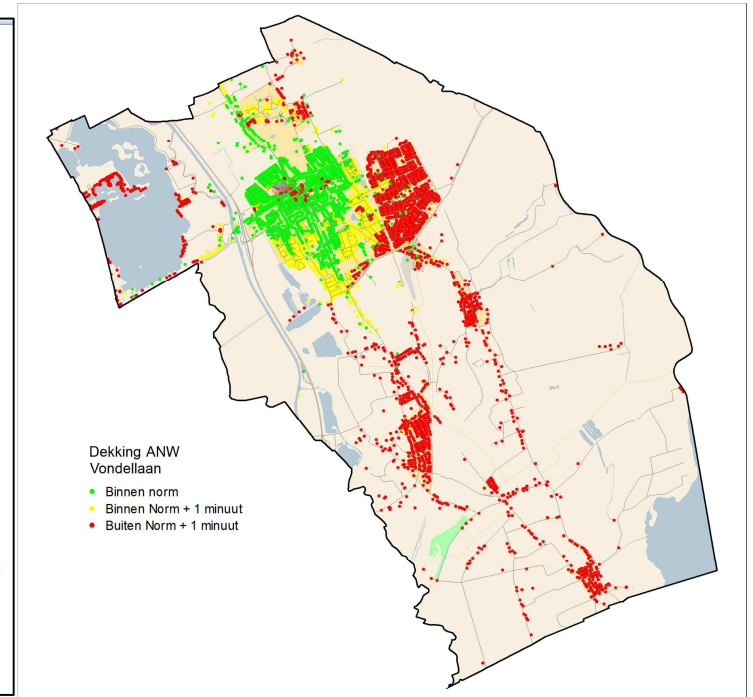 Dekking ANW
Vondellaan
Binnen norm
Binnen Norm + 1 minuut
Buiten Norm + 1 minuut